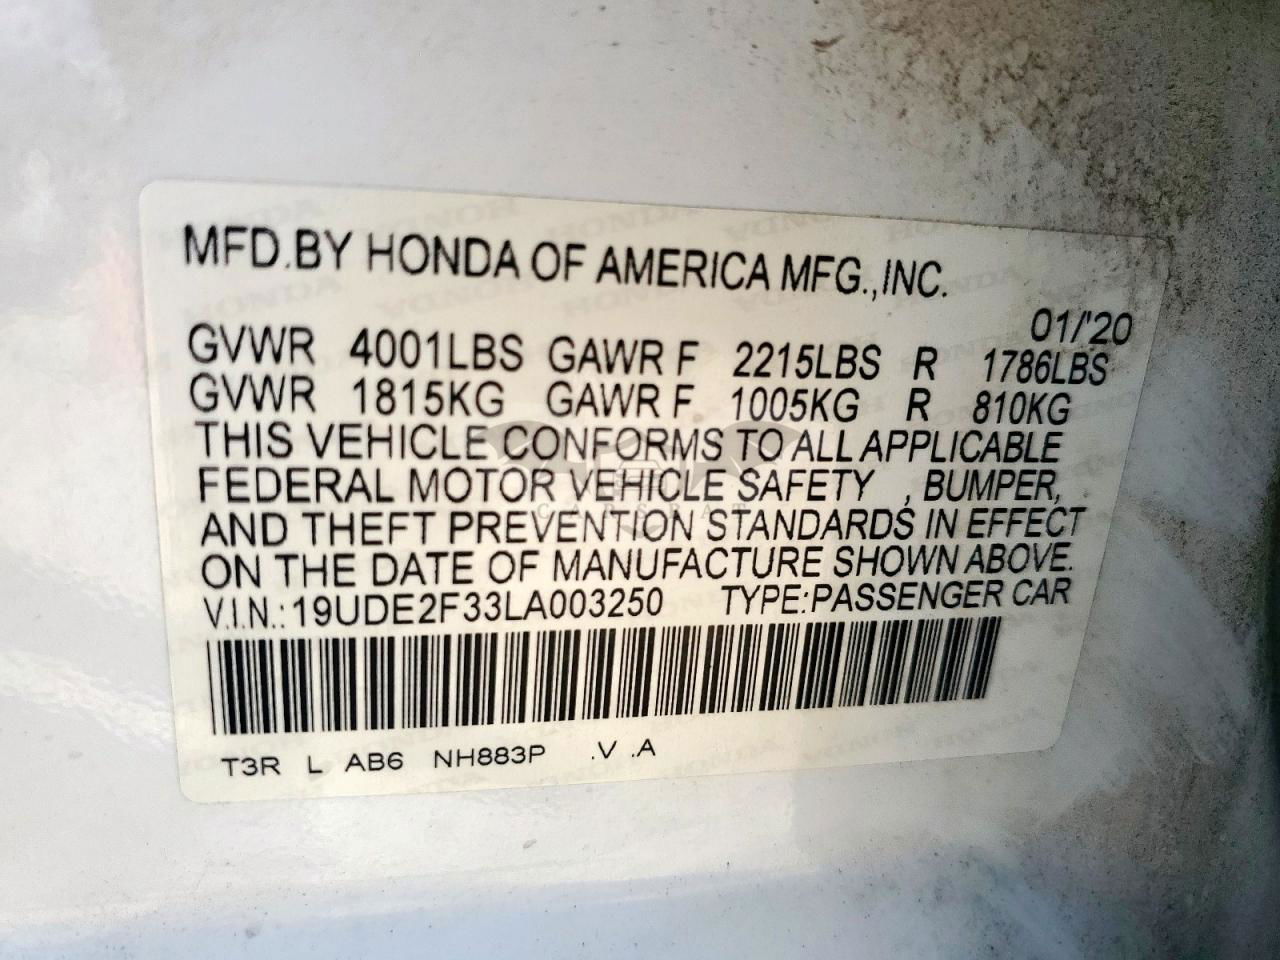 MFD.BY HONDA OF AMERICA MFG.,INC.
01/'20
GVWR 4001LBS GAWR F 2215LBS R 1786LBS
GVWR 1815KG GAWR F 1005KG R 810KG
THIS VEHICLE CONFORMS TO ALL APPLICABLE
FEDERAL MOTOR VEHICLE SAFETY , BUMPER,
AND THEFT PREVENTION STANDARDS IN EFFECT
ON THE DATE OF MANUFACTURE SHOWN ABOVE.
V.I.N.:19UDE2F33LA003250 TYPE:PASSENGER CAR
T3R L AB6 NH883P .V .A